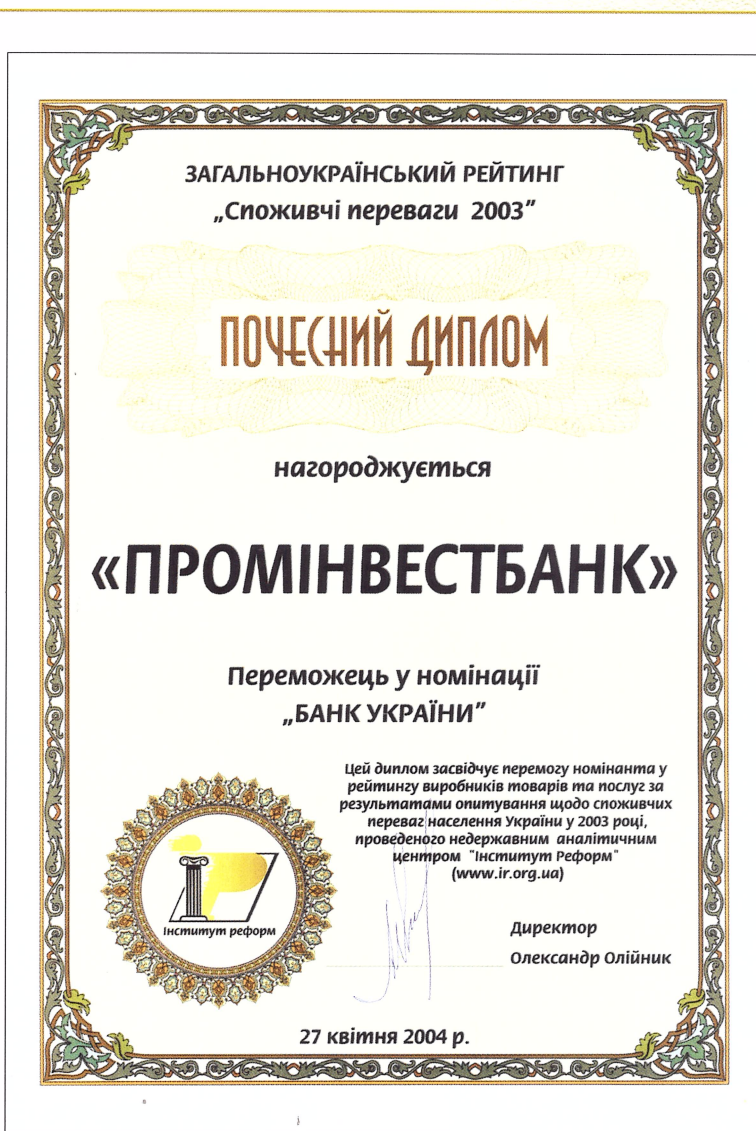 ЗАГАЛЬНОУКРАЇНСЬКИЙ РЕЙТИНГ
„Споживчі переваги 2003”
ПОЧЕСНИЙ ДИПЛОМ
нагороджується
«ПРОМІНВЕСТБАНК»
Переможець у номінації
„БАНК УКРАЇНИ”
Цей диплом засвідчує перемогу номінанта у
рейтингу виробників товарів та послуг за
результатами опитування щодо споживчих
переваг населення України у 2003 році,
проведеного недержавним аналітичним
центром "Інститут Реформ"
(www.ir.org.ua)
Інститут реформ
Директор
Олександр Олійник
27 квітня 2004 р.